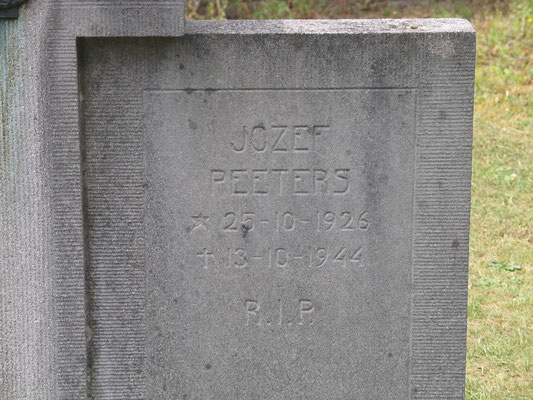 JOZEF
PEETERS
☆ 25-10-1926
† 13-10-1944
R.I.P.